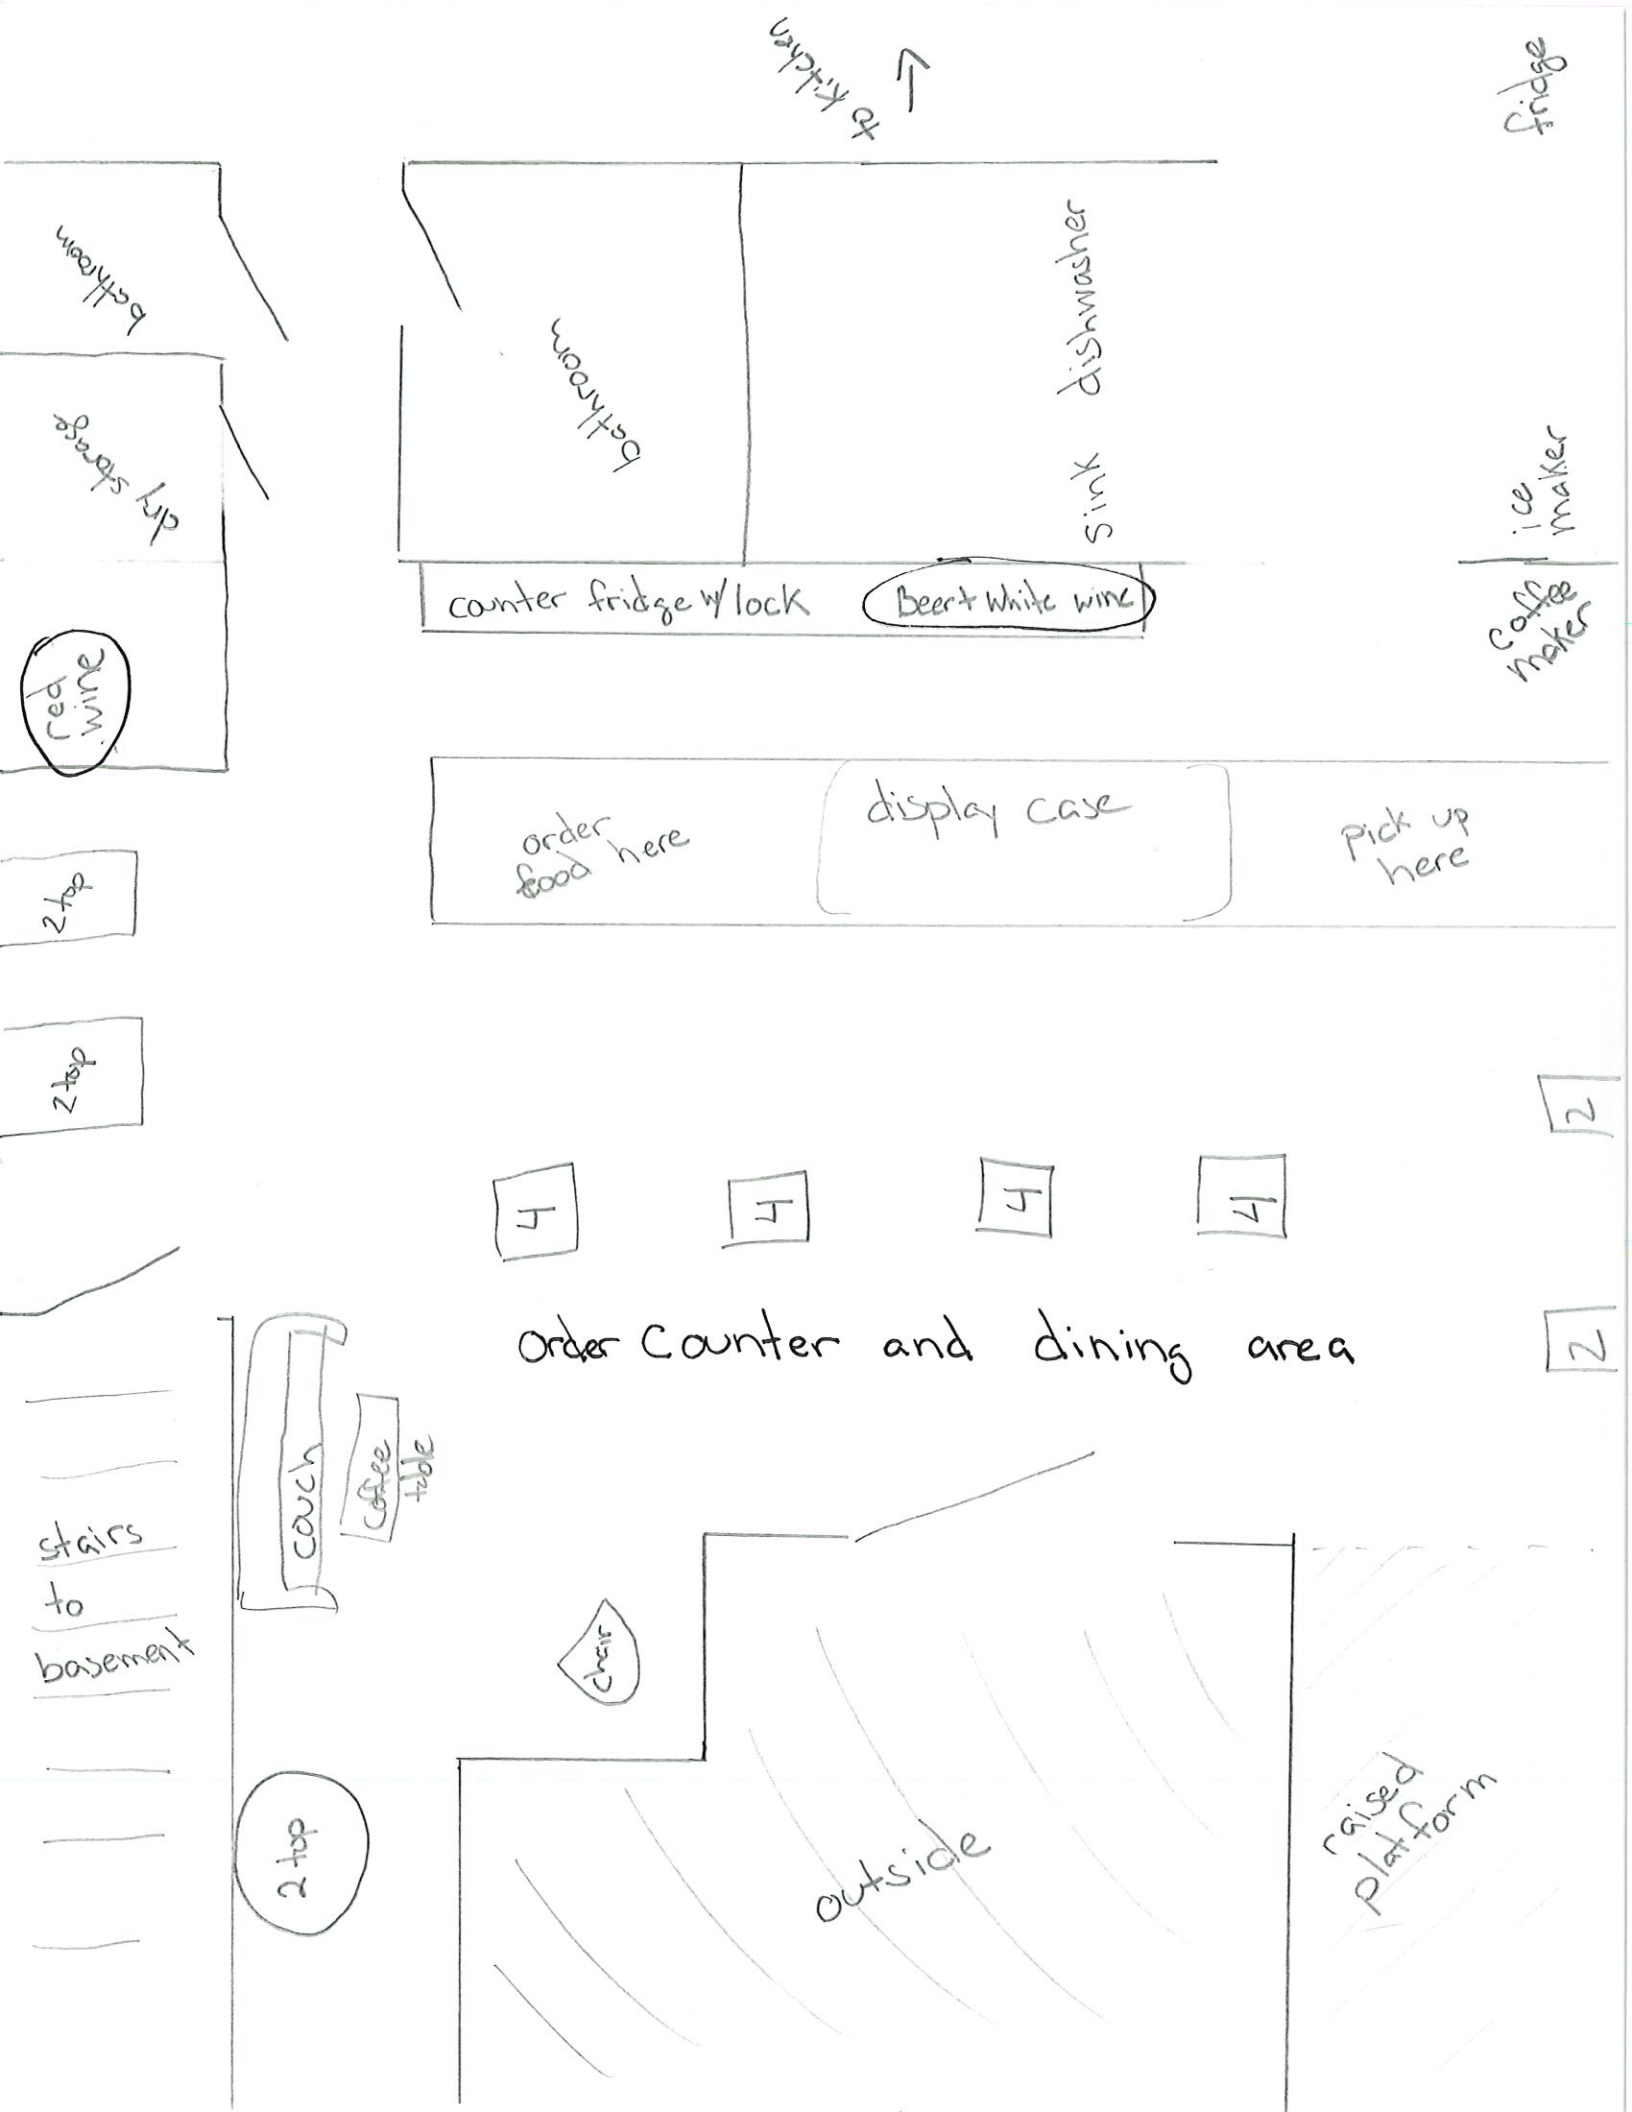 to kitchen
fridge
bathroom
bathroom
dishwasher
sink
dry storage
ice
maker
counter fridge w/lock
Beer + White wine
coffee
maker
red
wine
order
food here
display case
pick up
here
2 top
2 top
2
4
4
4
4
order counter and dining area
2
couch
coffee
table
stairs
to
basement
chair
2 top
outside
raised
platform